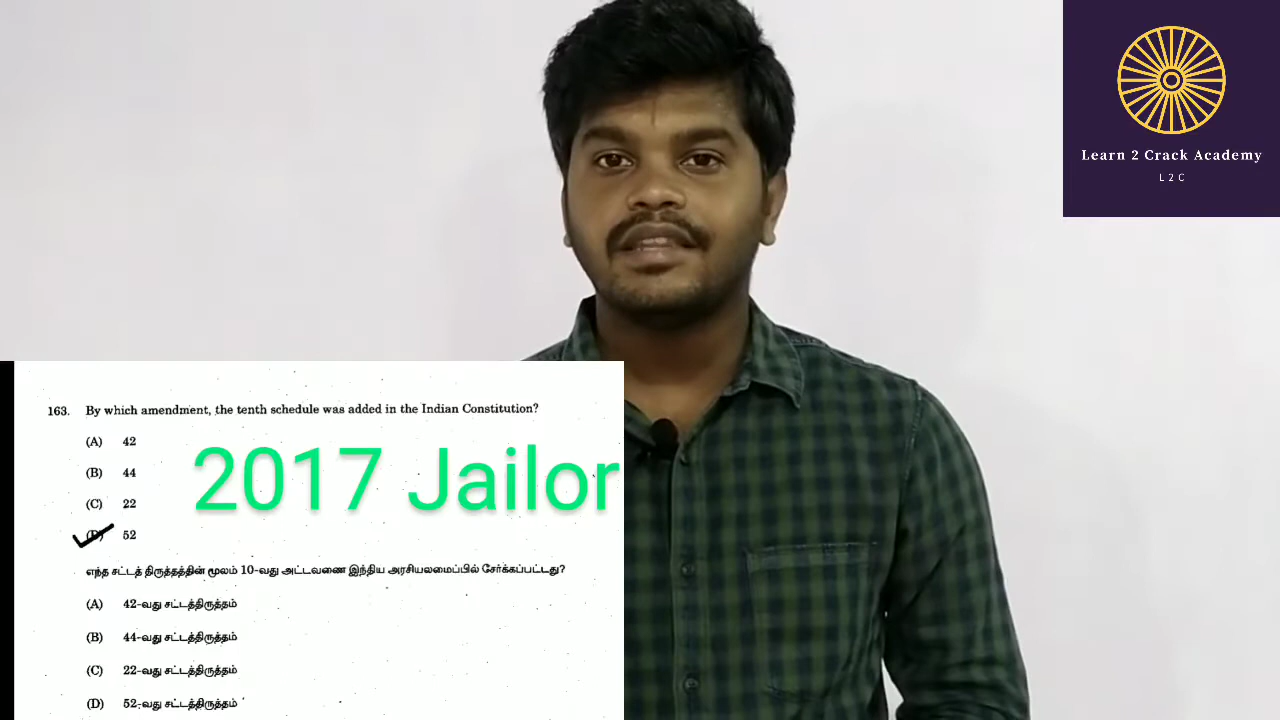 Learn 2 Crack Academy
L2C
163. By which amendment, the tenth schedule was added in the Indian Constitution?
(A) 42
(B) 44
2017 Jailor
(C) 22
(D) 52
எந்த சட்டத் திருத்தத்தின் மூலம் 10-வது அட்டவணை இந்திய அரசியலமைப்பில் சேர்க்கப்பட்டது?
(A) 42-வது சட்டத்திருத்தம்
(B) 44-வது சட்டத்திருத்தம்
(C) 22-வது சட்டத்திருத்தம்
(D) 52-வது சட்டத்திருத்தம்